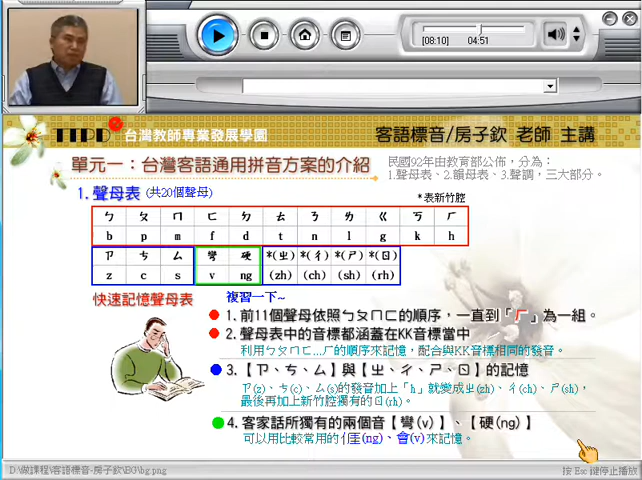 [08:10] 04:51
TTPD 台灣教師專業發展學園
客語標音/房子欽 老師 主講
單元一：台灣客語通用拼音方案的介紹
民國92年由教育部公佈，分為：
1.聲母表、2.韻母表、3.聲調，三大部分。
1. 聲母表 (共20個聲母)
*表新竹腔
ㄅ ㄆ ㄇ ㄈ ㄉ ㄊ ㄋ ㄌ ㄍ ㄎ ㄏ
b p m f d t n l g k h
ㄗ ㄘ ㄙ 彎 硬 *(ㄓ) *(ㄔ) *(ㄕ) *(ㄖ)
z c s v ng (zh) (ch) (sh) (rh)
快速記憶聲母表
複習一下~
1. 前11個聲母依照ㄅㄆㄇㄈ的順序，一直到「ㄏ」為一組。
2. 聲母表中的音標都涵蓋在KK音標當中
利用ㄅㄆㄇㄈ...ㄏ的順序來記憶，配合與KK音標相同的發音。
3.【ㄗ、ㄘ、ㄙ】與【ㄓ、ㄔ、ㄕ、ㄖ】的記憶
ㄗ(z)、ㄘ(c)、ㄙ(s)的發音加上「h」就變成ㄓ(zh)、ㄔ(ch)、ㄕ(sh)，
最後再加上新竹腔獨有的ㄖ(rh)。
4. 客家話所獨有的兩個音【彎(v)】、【硬(ng)】
可以用比較常用的𠊎(ng)、會(v)來記憶。
D:\做課程\客語標音-房子欽\BG\bg.png
按 Esc 鍵停止播放